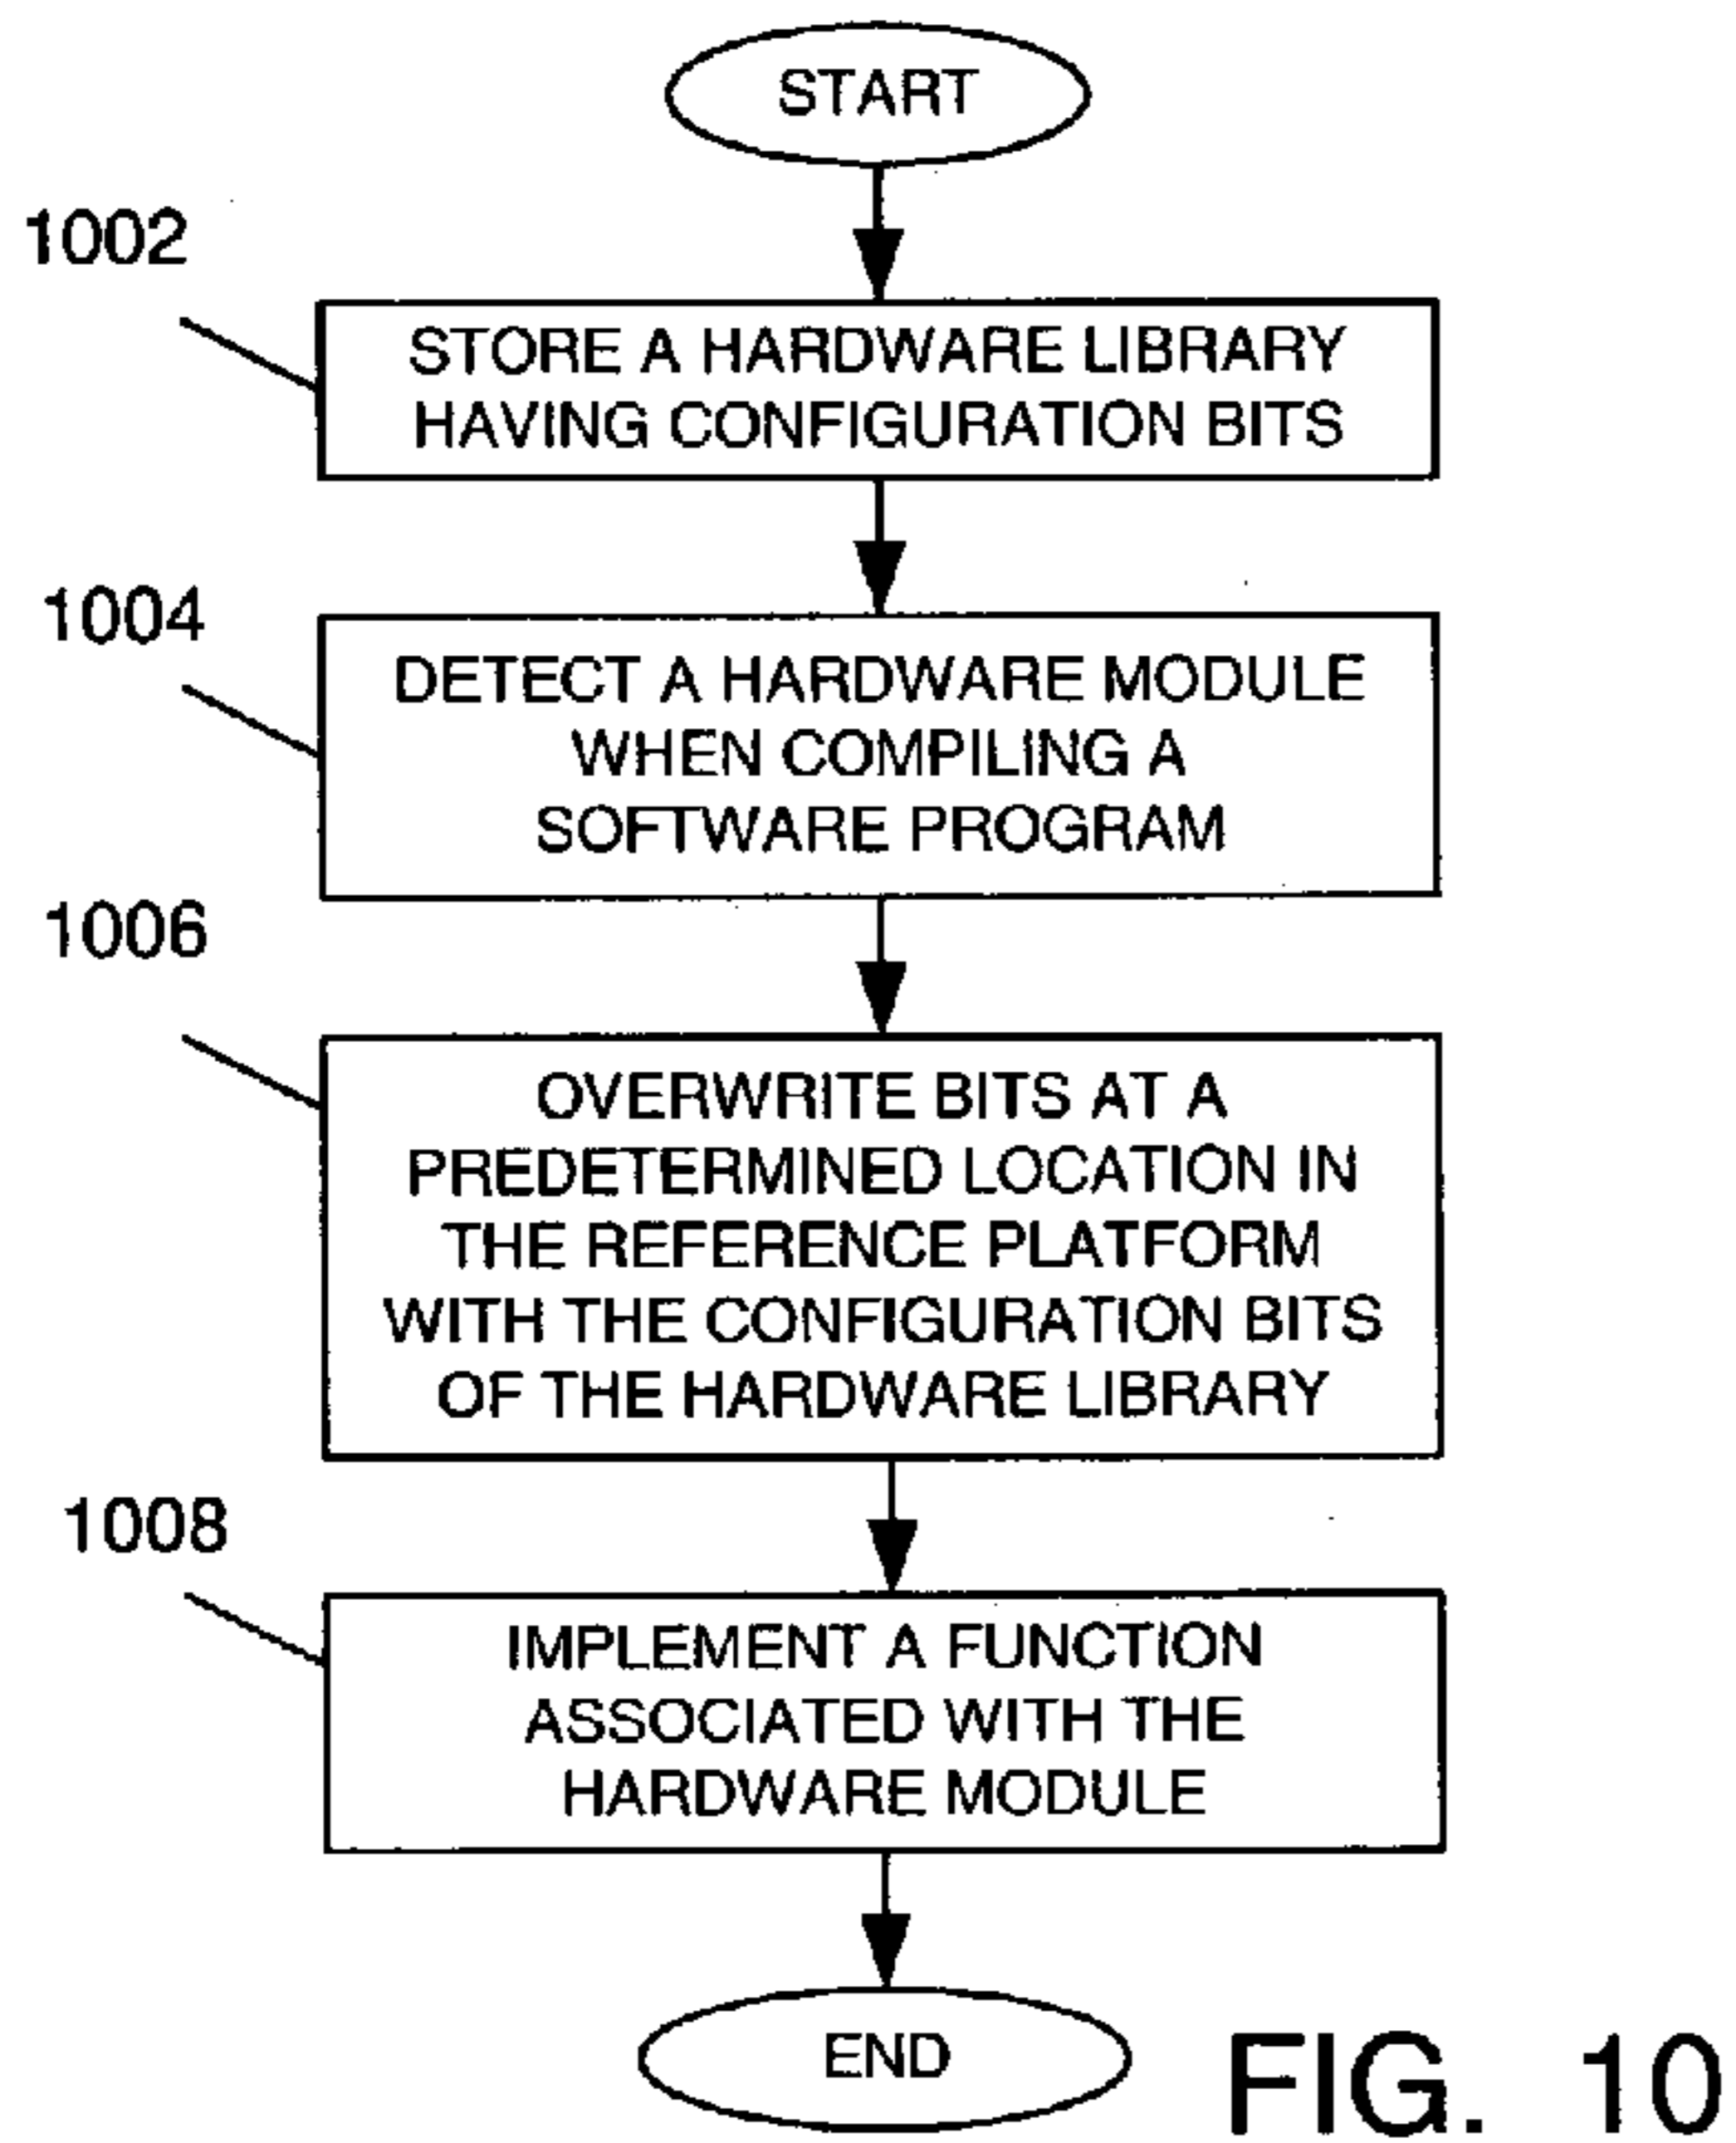 START
1002
STORE A HARDWARE LIBRARY
HAVING CONFIGURATION BITS
1004
DETECT A HARDWARE MODULE
WHEN COMPILING A
SOFTWARE PROGRAM
1006
OVERWRITE BITS AT A
PREDETERMINED LOCATION IN
THE REFERENCE PLATFORM
WITH THE CONFIGURATION BITS
OF THE HARDWARE LIBRARY
1008
IMPLEMENT A FUNCTION
ASSOCIATED WITH THE
HARDWARE MODULE
END
FIG. 10